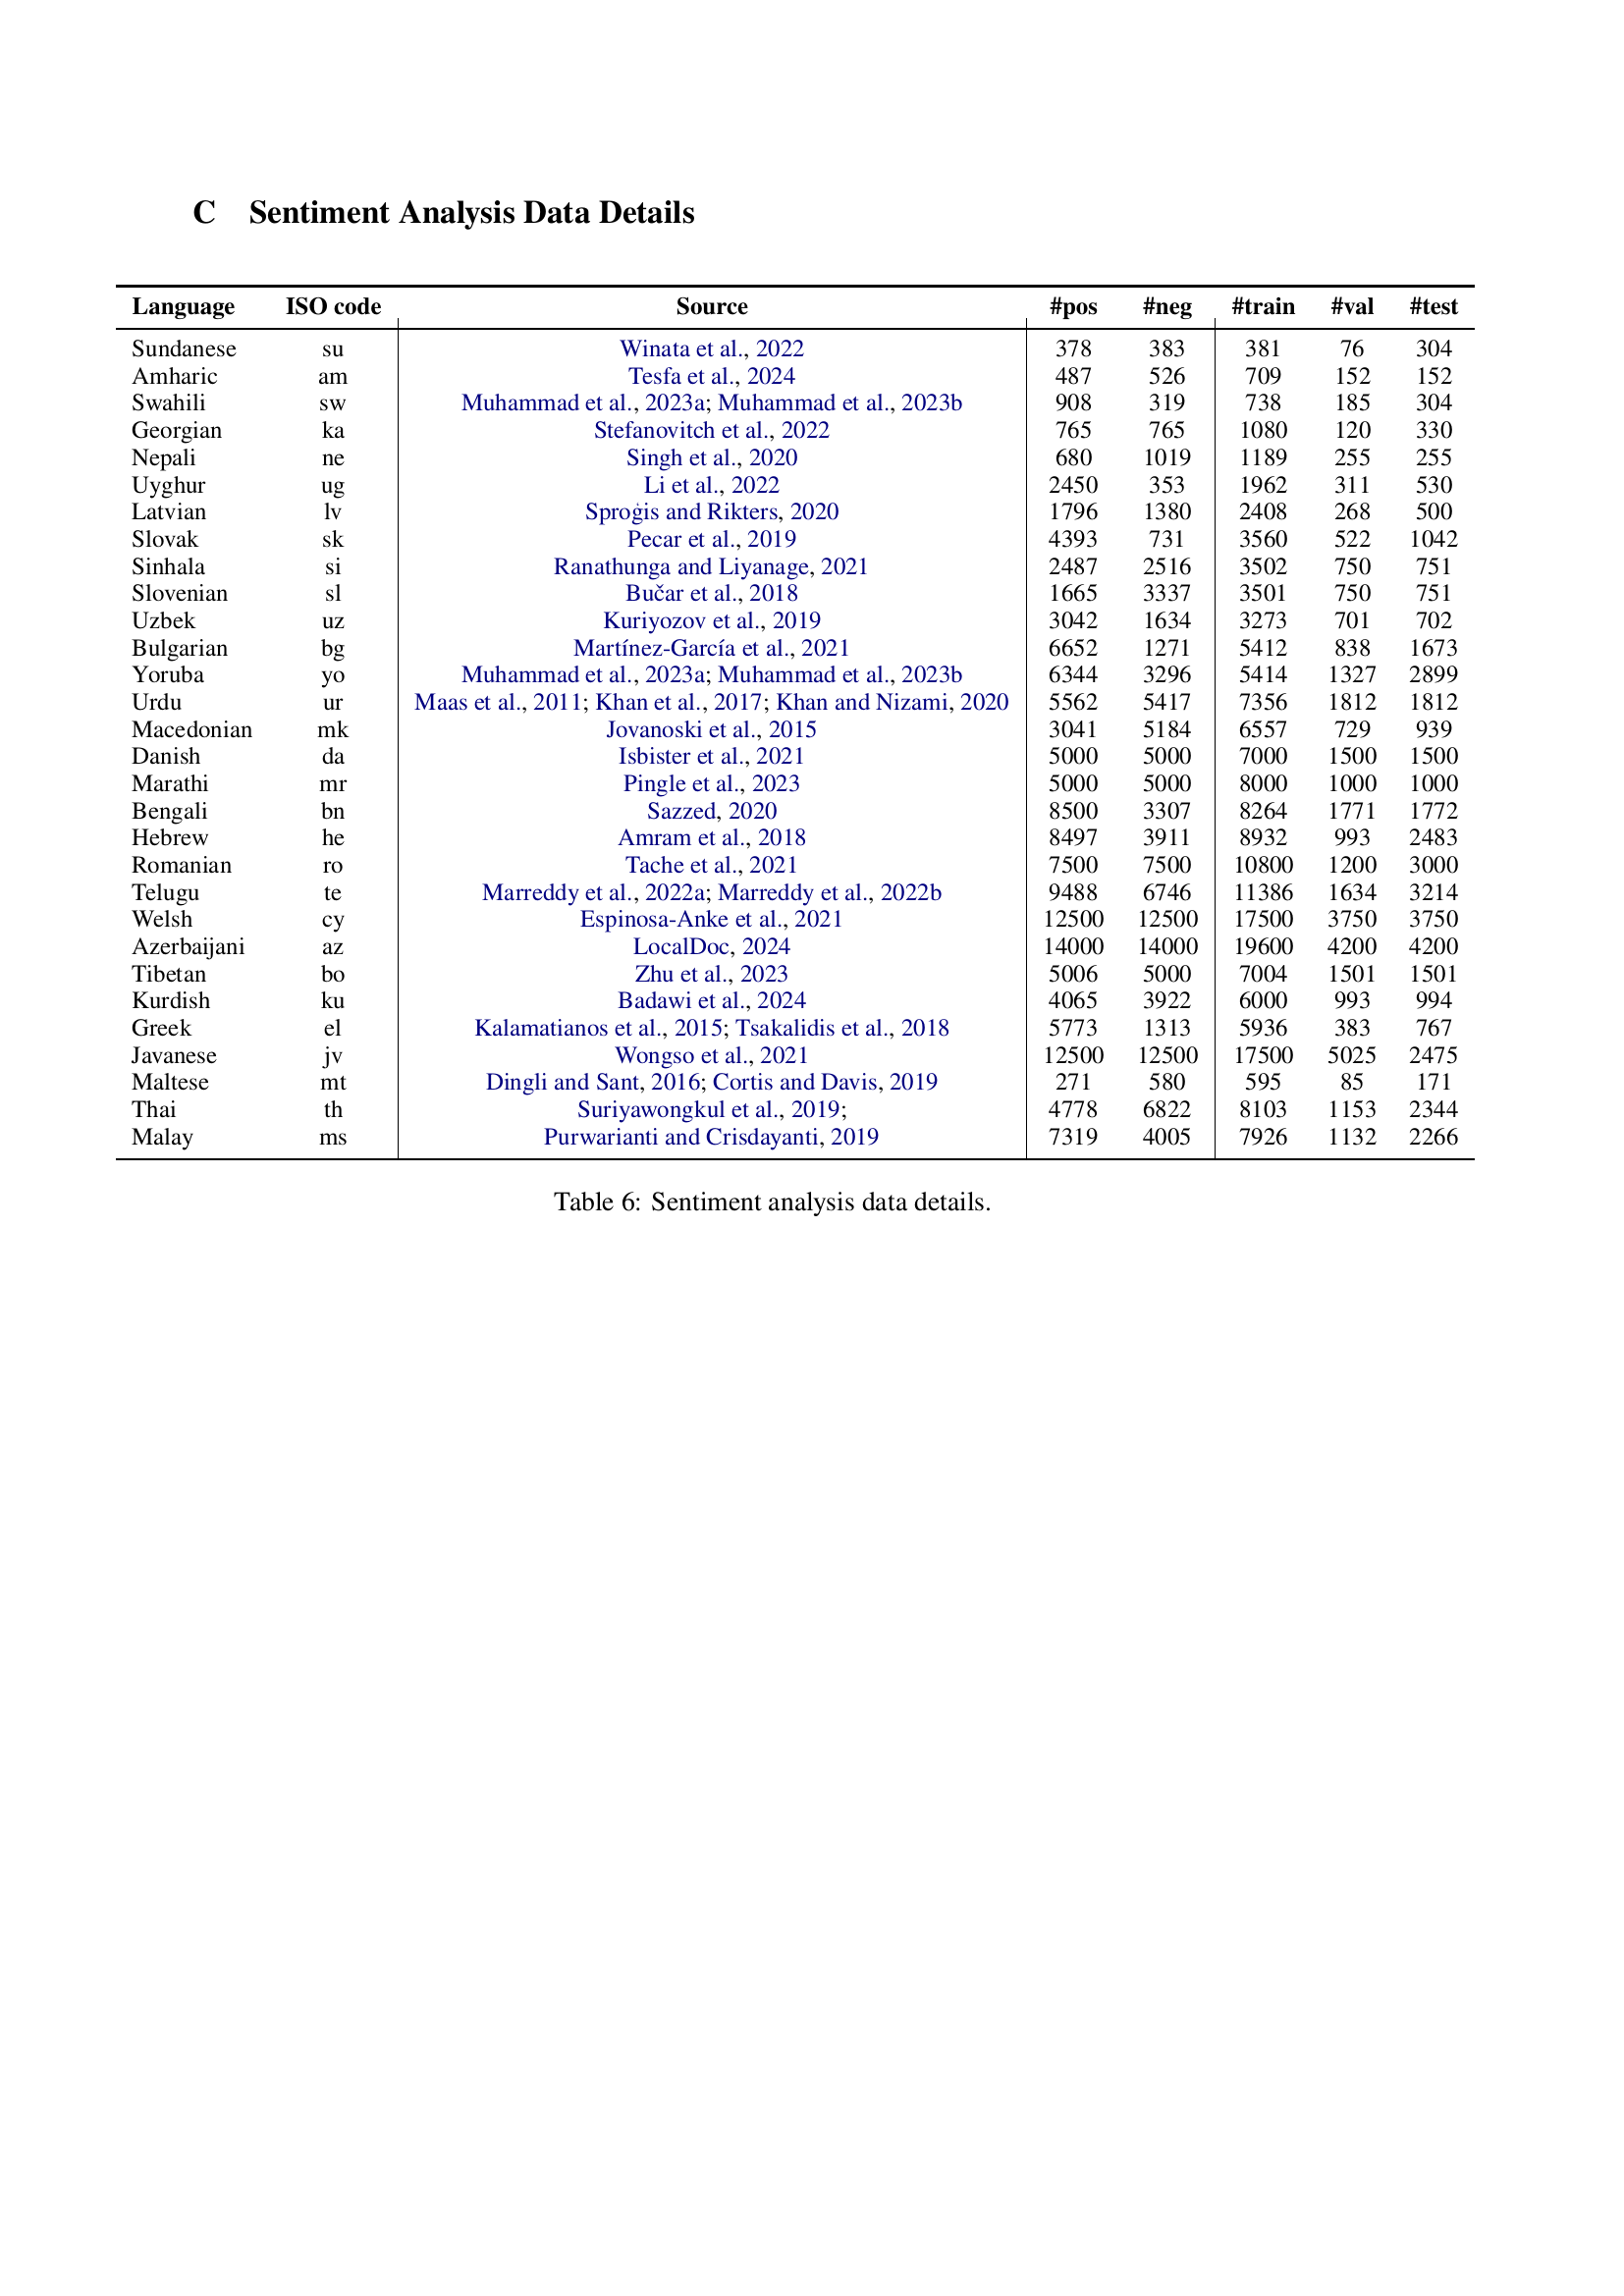 C Sentiment Analysis Data Details
Language ISO code Source #pos #neg #train #val #test
Sundanese su Winata et al., 2022 378 383 381 76 304
Amharic am Tesfa et al., 2024 487 526 709 152 152
Swahili sw Muhammad et al., 2023a; Muhammad et al., 2023b 908 319 738 185 304
Georgian ka Stefanovitch et al., 2022 765 765 1080 120 330
Nepali ne Singh et al., 2020 680 1019 1189 255 255
Uyghur ug Li et al., 2022 2450 353 1962 311 530
Latvian lv Sproģis and Rikters, 2020 1796 1380 2408 268 500
Slovak sk Pecar et al., 2019 4393 731 3560 522 1042
Sinhala si Ranathunga and Liyanage, 2021 2487 2516 3502 750 751
Slovenian sl Bučar et al., 2018 1665 3337 3501 750 751
Uzbek uz Kuriyozov et al., 2019 3042 1634 3273 701 702
Bulgarian bg Martínez-García et al., 2021 6652 1271 5412 838 1673
Yoruba yo Muhammad et al., 2023a; Muhammad et al., 2023b 6344 3296 5414 1327 2899
Urdu ur Maas et al., 2011; Khan et al., 2017; Khan and Nizami, 2020 5562 5417 7356 1812 1812
Macedonian mk Jovanoski et al., 2015 3041 5184 6557 729 939
Danish da Isbister et al., 2021 5000 5000 7000 1500 1500
Marathi mr Pingle et al., 2023 5000 5000 8000 1000 1000
Bengali bn Sazzed, 2020 8500 3307 8264 1771 1772
Hebrew he Amram et al., 2018 8497 3911 8932 993 2483
Romanian ro Tache et al., 2021 7500 7500 10800 1200 3000
Telugu te Marreddy et al., 2022a; Marreddy et al., 2022b 9488 6746 11386 1634 3214
Welsh cy Espinosa-Anke et al., 2021 12500 12500 17500 3750 3750
Azerbaijani az LocalDoc, 2024 14000 14000 19600 4200 4200
Tibetan bo Zhu et al., 2023 5006 5000 7004 1501 1501
Kurdish ku Badawi et al., 2024 4065 3922 6000 993 994
Greek el Kalamatianos et al., 2015; Tsakalidis et al., 2018 5773 1313 5936 383 767
Javanese jv Wongso et al., 2021 12500 12500 17500 5025 2475
Maltese mt Dingli and Sant, 2016; Cortis and Davis, 2019 271 580 595 85 171
Thai th Suriyawongkul et al., 2019; 4778 6822 8103 1153 2344
Malay ms Purwarianti and Crisdayanti, 2019 7319 4005 7926 1132 2266
Table 6: Sentiment analysis data details.